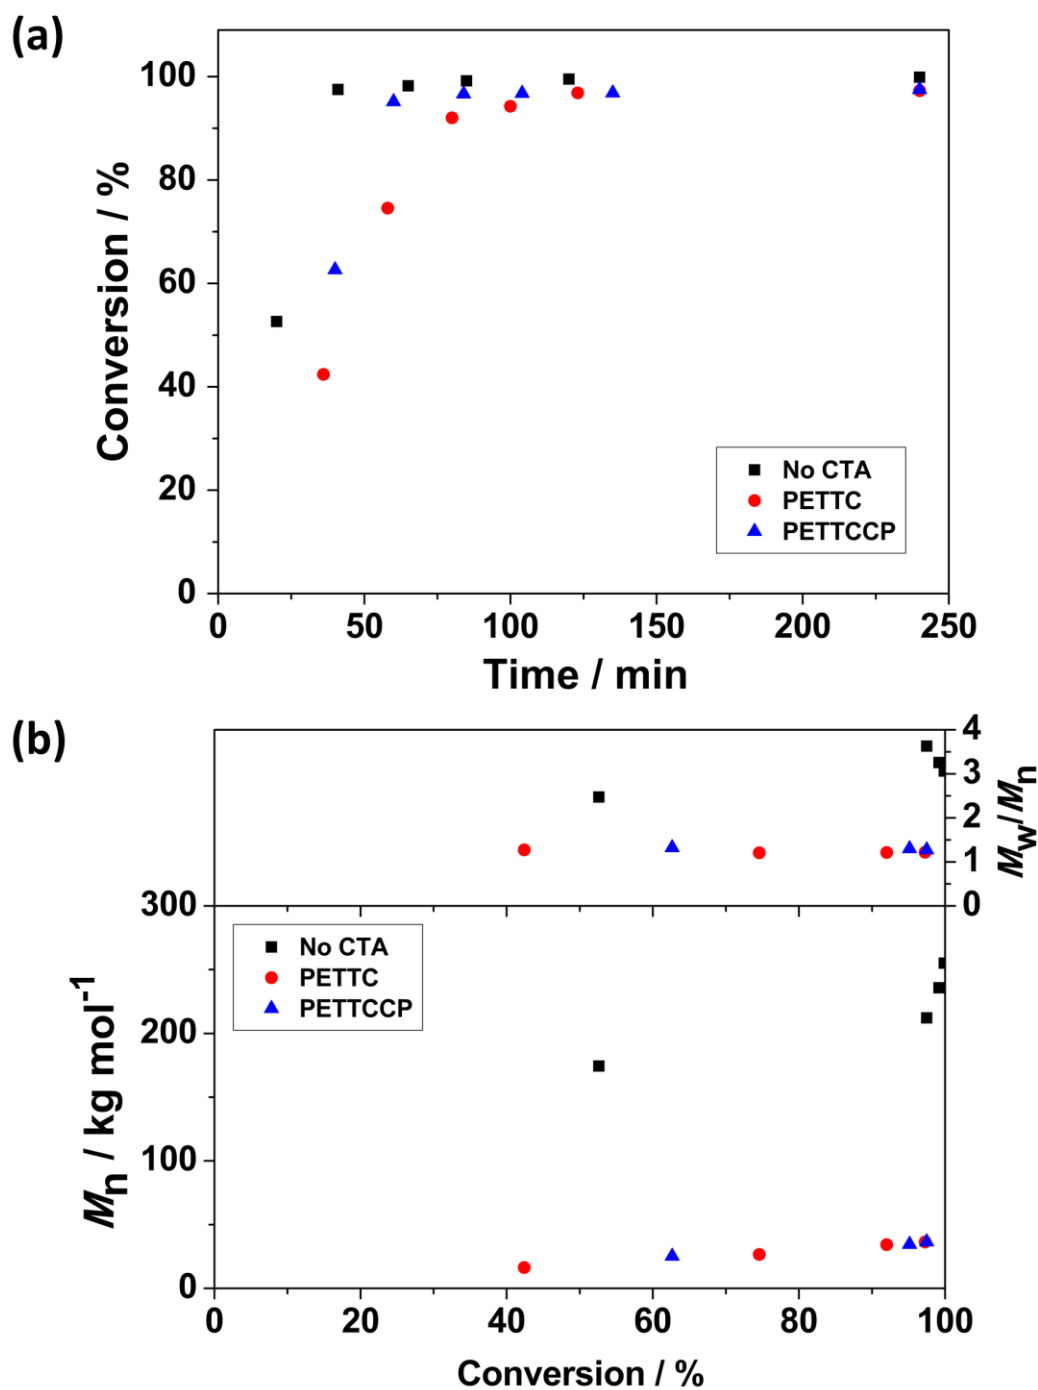 (a)
100
80
60
40
20
0
Conversion / %
No CTA
PETTC
PETTCCP
0 50 100 150 200 250
Time / min
(b)
4
3
2
1
0
Mw/Mn
300
200
100
0
Mn / kg mol-1
No CTA
PETTC
PETTCCP
0 20 40 60 80 100
Conversion / %